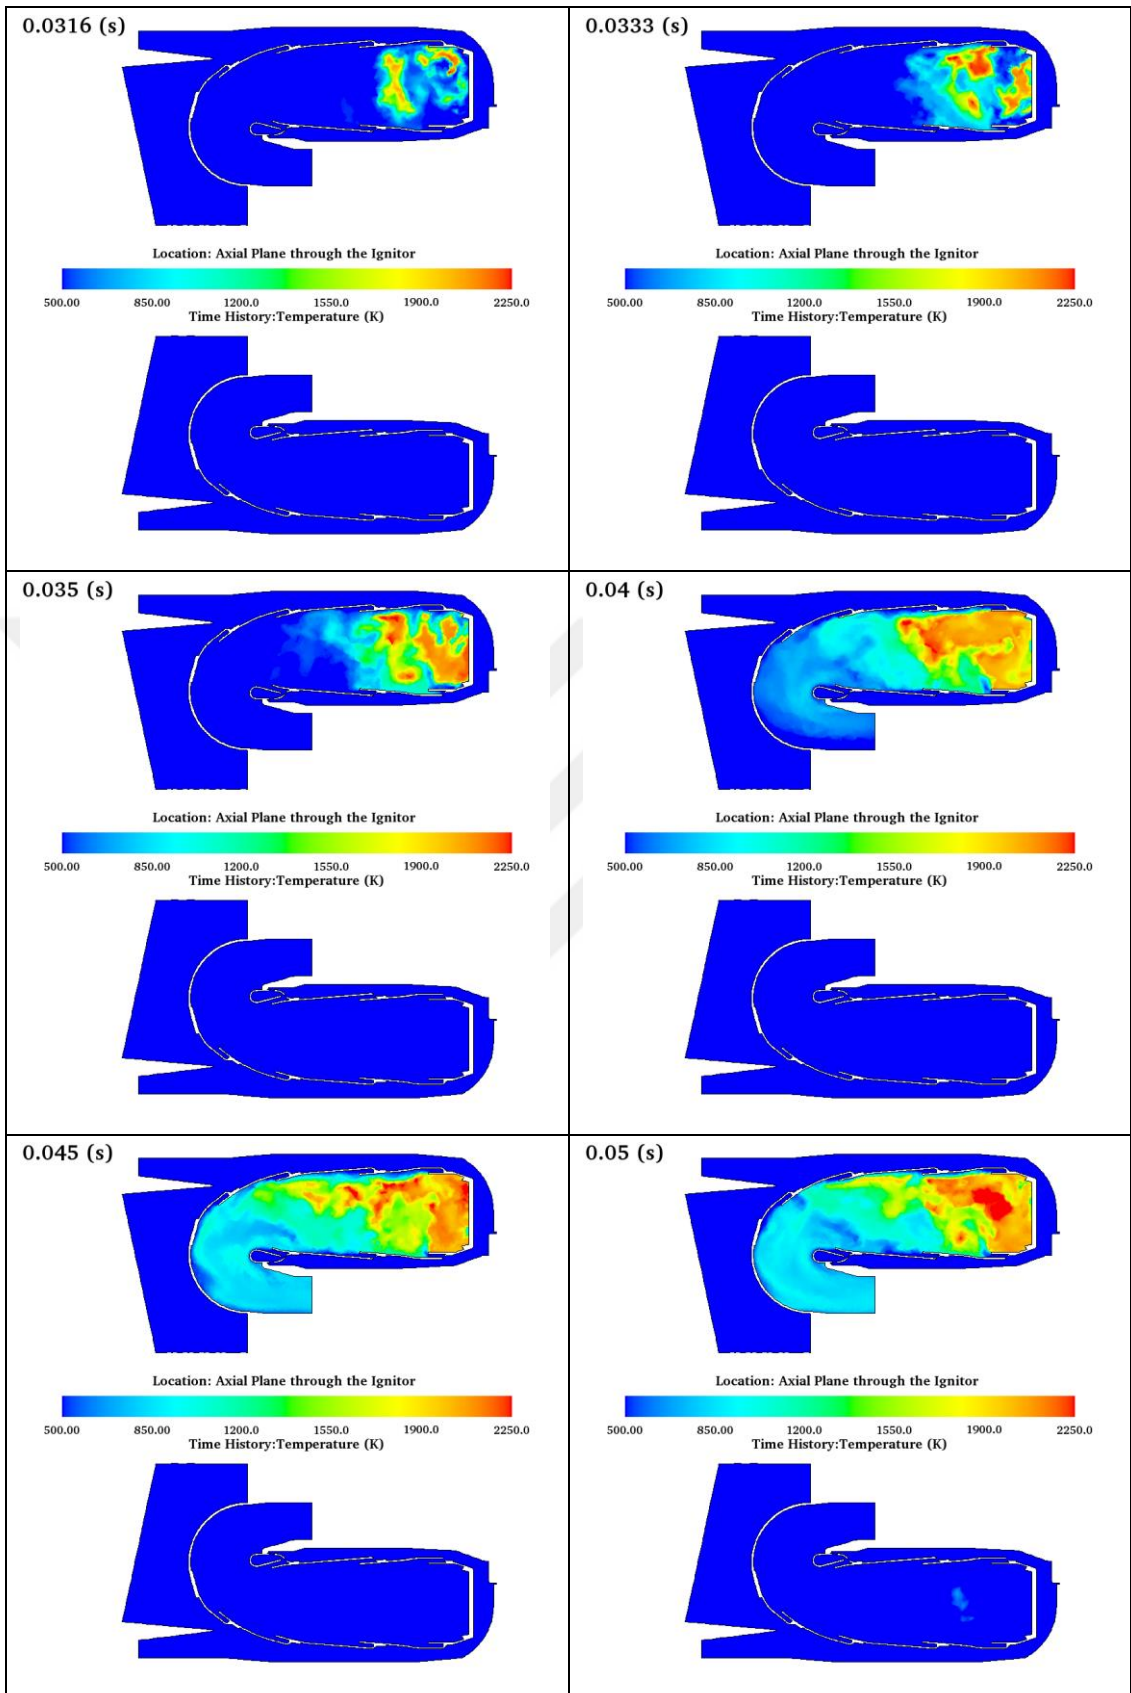 0.0316 (s)
Location: Axial Plane through the Ignitor
500.00 850.00 1200.0 1550.0 1900.0 2250.0
Time History:Temperature (K)
0.0333 (s)
Location: Axial Plane through the Ignitor
500.00 850.00 1200.0 1550.0 1900.0 2250.0
Time History:Temperature (K)
0.035 (s)
Location: Axial Plane through the Ignitor
500.00 850.00 1200.0 1550.0 1900.0 2250.0
Time History:Temperature (K)
0.04 (s)
Location: Axial Plane through the Ignitor
500.00 850.00 1200.0 1550.0 1900.0 2250.0
Time History:Temperature (K)
0.045 (s)
Location: Axial Plane through the Ignitor
500.00 850.00 1200.0 1550.0 1900.0 2250.0
Time History:Temperature (K)
0.05 (s)
Location: Axial Plane through the Ignitor
500.00 850.00 1200.0 1550.0 1900.0 2250.0
Time History:Temperature (K)